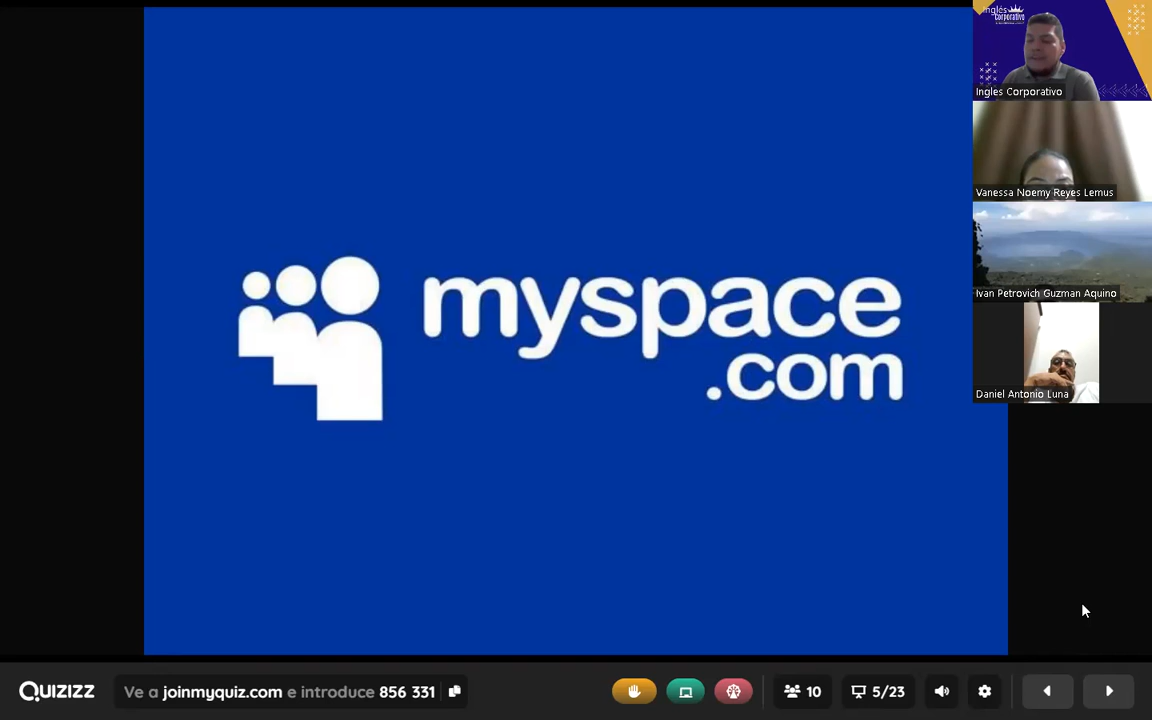 myspace
.com
Inglés
Corporativo
Ingles Corporativo
Vanessa Noemy Reyes Lemus
Ivan Petrovich Guzman Aquino
Daniel Antonio Luna
QUIZIZZ
Ve a joinmyquiz.com e introduce 856 331
10
5/23